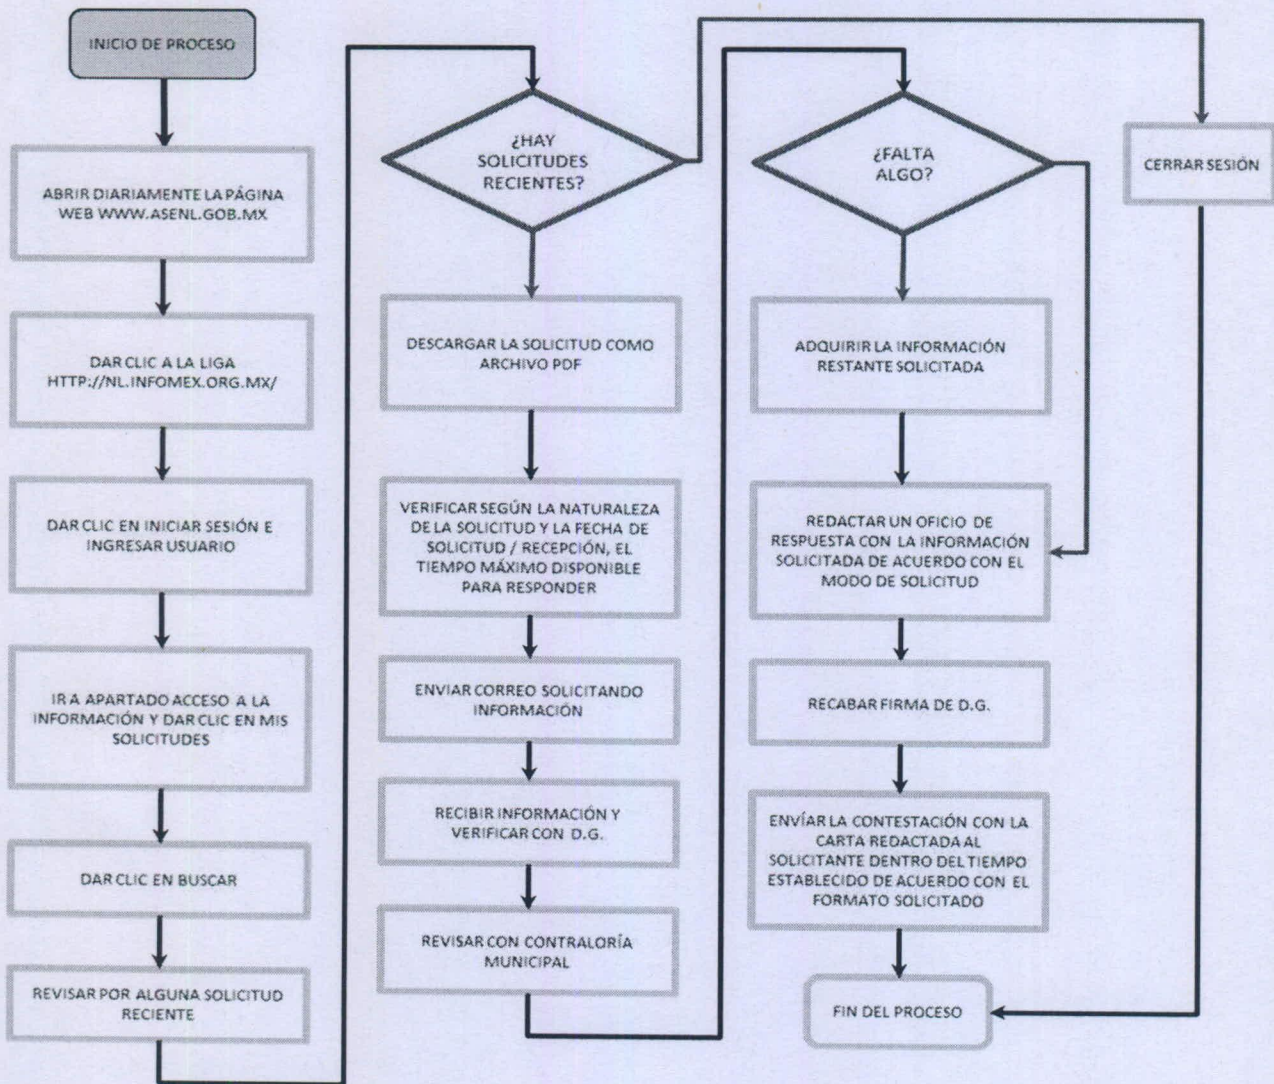 INICIO DE PROCESO
ABRIR DIARIAMENTE LA PÁGINA
WEB WWW.ASENL.GOB.MX
DAR CLIC A LA LIGA
HTTP://NL.INFOMEX.ORG.MX/
DAR CLIC EN INICIAR SESIÓN E
INGRESAR USUARIO
IR A APARTADO ACCESO A LA
INFORMACIÓN Y DAR CLIC EN MIS
SOLICITUDES
DAR CLIC EN BUSCAR
REVISAR POR ALGUNA SOLICITUD
RECIENTE
¿HAY
SOLICITUDES
RECIENTES?
DESCARGAR LA SOLICITUD COMO
ARCHIVO PDF
VERIFICAR SEGÚN LA NATURALEZA
DE LA SOLICITUD Y LA FECHA DE
SOLICITUD / RECEPCIÓN, EL
TIEMPO MÁXIMO DISPONIBLE
PARA RESPONDER
ENVIAR CORREO SOLICITANDO
INFORMACIÓN
RECIBIR INFORMACIÓN Y
VERIFICAR CON D.G.
REVISAR CON CONTRALORÍA
MUNICIPAL
¿FALTA
ALGO?
ADQUIRIR LA INFORMACIÓN
RESTANTE SOLICITADA
REDACTAR UN OFICIO DE
RESPUESTA CON LA INFORMACIÓN
SOLICITADA DE ACUERDO CON EL
MODO DE SOLICITUD
RECABAR FIRMA DE D.G.
ENVÍAR LA CONTESTACIÓN CON LA
CARTA REDACTADA AL
SOLICITANTE DENTRO DEL TIEMPO
ESTABLECIDO DE ACUERDO CON EL
FORMATO SOLICITADO
FIN DEL PROCESO
CERRAR SESIÓN